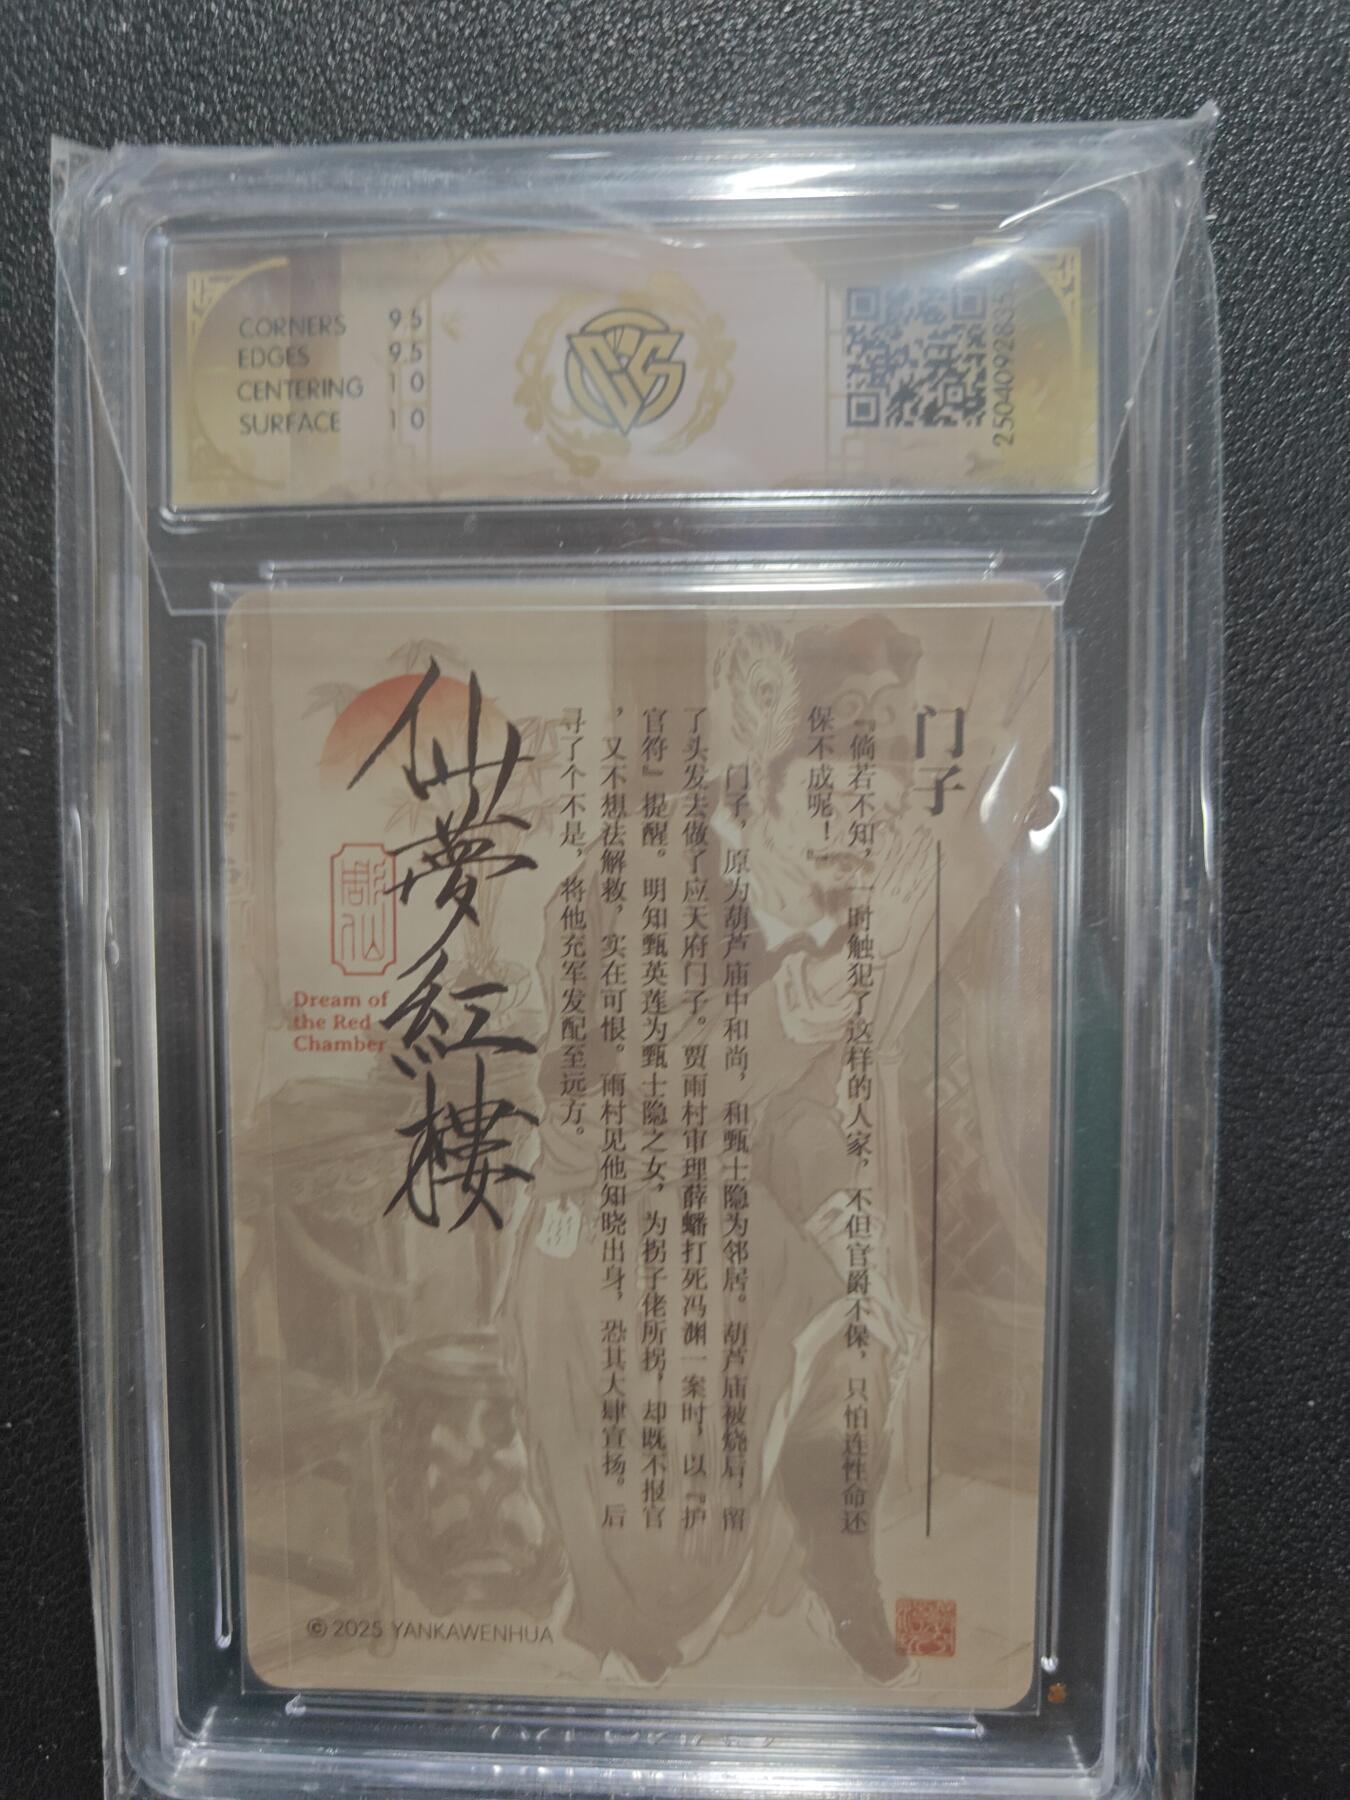 CORNERS 9.5
EDGES 9.5
CENTERING 10
SURFACE 10
CCG
门子
『倘若不知，一时触犯了这样的人家，不但官爵不保，只怕连性命还
保不成呢！』
门子，原为葫芦庙中和尚，和甄士隐为邻居。葫芦庙被烧后，留
了头发去做了应天府门子。贾雨村审理薛蟠打死冯渊一案时，以『护
官符』提醒。明知甄英莲为甄士隐之女，为拐子佬所拐，却既不报官
，又不想法解救，实在可恨。雨村见他知晓出身，恐其大肆宣扬。后
寻了个不是，将他充军发配至远方。
仙夢紅樓
Dream of
the Red
Chamber
© 2025 YANKAWENHUA